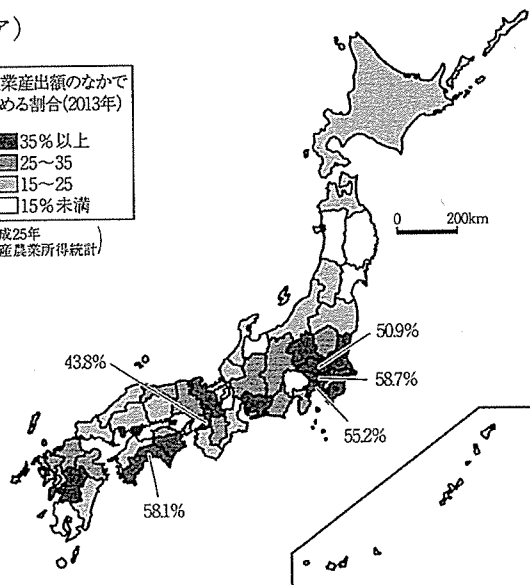 ア)
業産出額のなかで
める割合(2013年)
35%以上
25～35
15～25
15%未満
成25年
産農業所得統計)
0 200km
50.9%
43.8%
58.7%
55.2%
58.1%